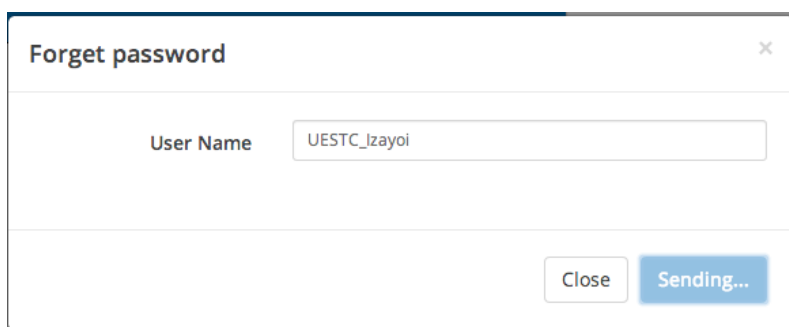 Forget password ×
User Name UESTC_Izayoi
Close Sending...